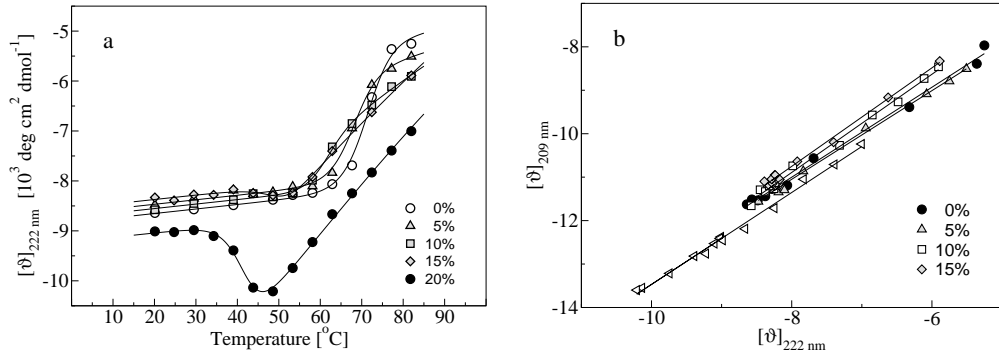 a
-5
-6
-7
-8
-9
-10
[ϑ]222 nm [10³ deg cm² dmol⁻¹]
0%
5%
10%
15%
20%
20 30 40 50 60 70 80 90
Temperature [°C]
b
-8
-10
-12
-14
[ϑ]209 nm
0%
5%
10%
15%
-10 -8 -6
[ϑ]222 nm